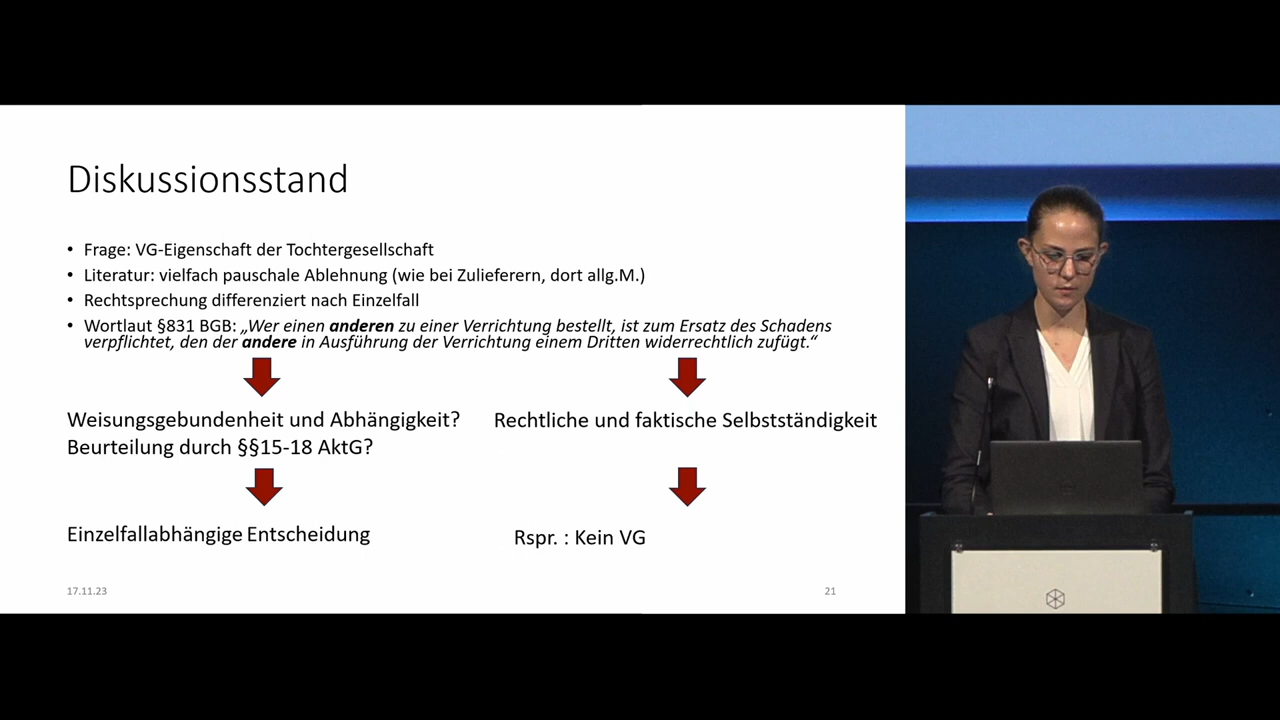 Diskussionsstand
• Frage: VG-Eigenschaft der Tochtergesellschaft
• Literatur: vielfach pauschale Ablehnung (wie bei Zulieferern, dort allg.M.)
• Rechtsprechung differenziert nach Einzelfall
• Wortlaut §831 BGB: „Wer einen anderen zu einer Verrichtung bestellt, ist zum Ersatz des Schadens
verpflichtet, den der andere in Ausführung der Verrichtung einem Dritten widerrechtlich zufügt.“
Weisungsgebundenheit und Abhängigkeit?
Beurteilung durch §§15-18 AktG?
Rechtliche und faktische Selbstständigkeit
Einzelfallabhängige Entscheidung
Rspr. : Kein VG
17.11.23
21